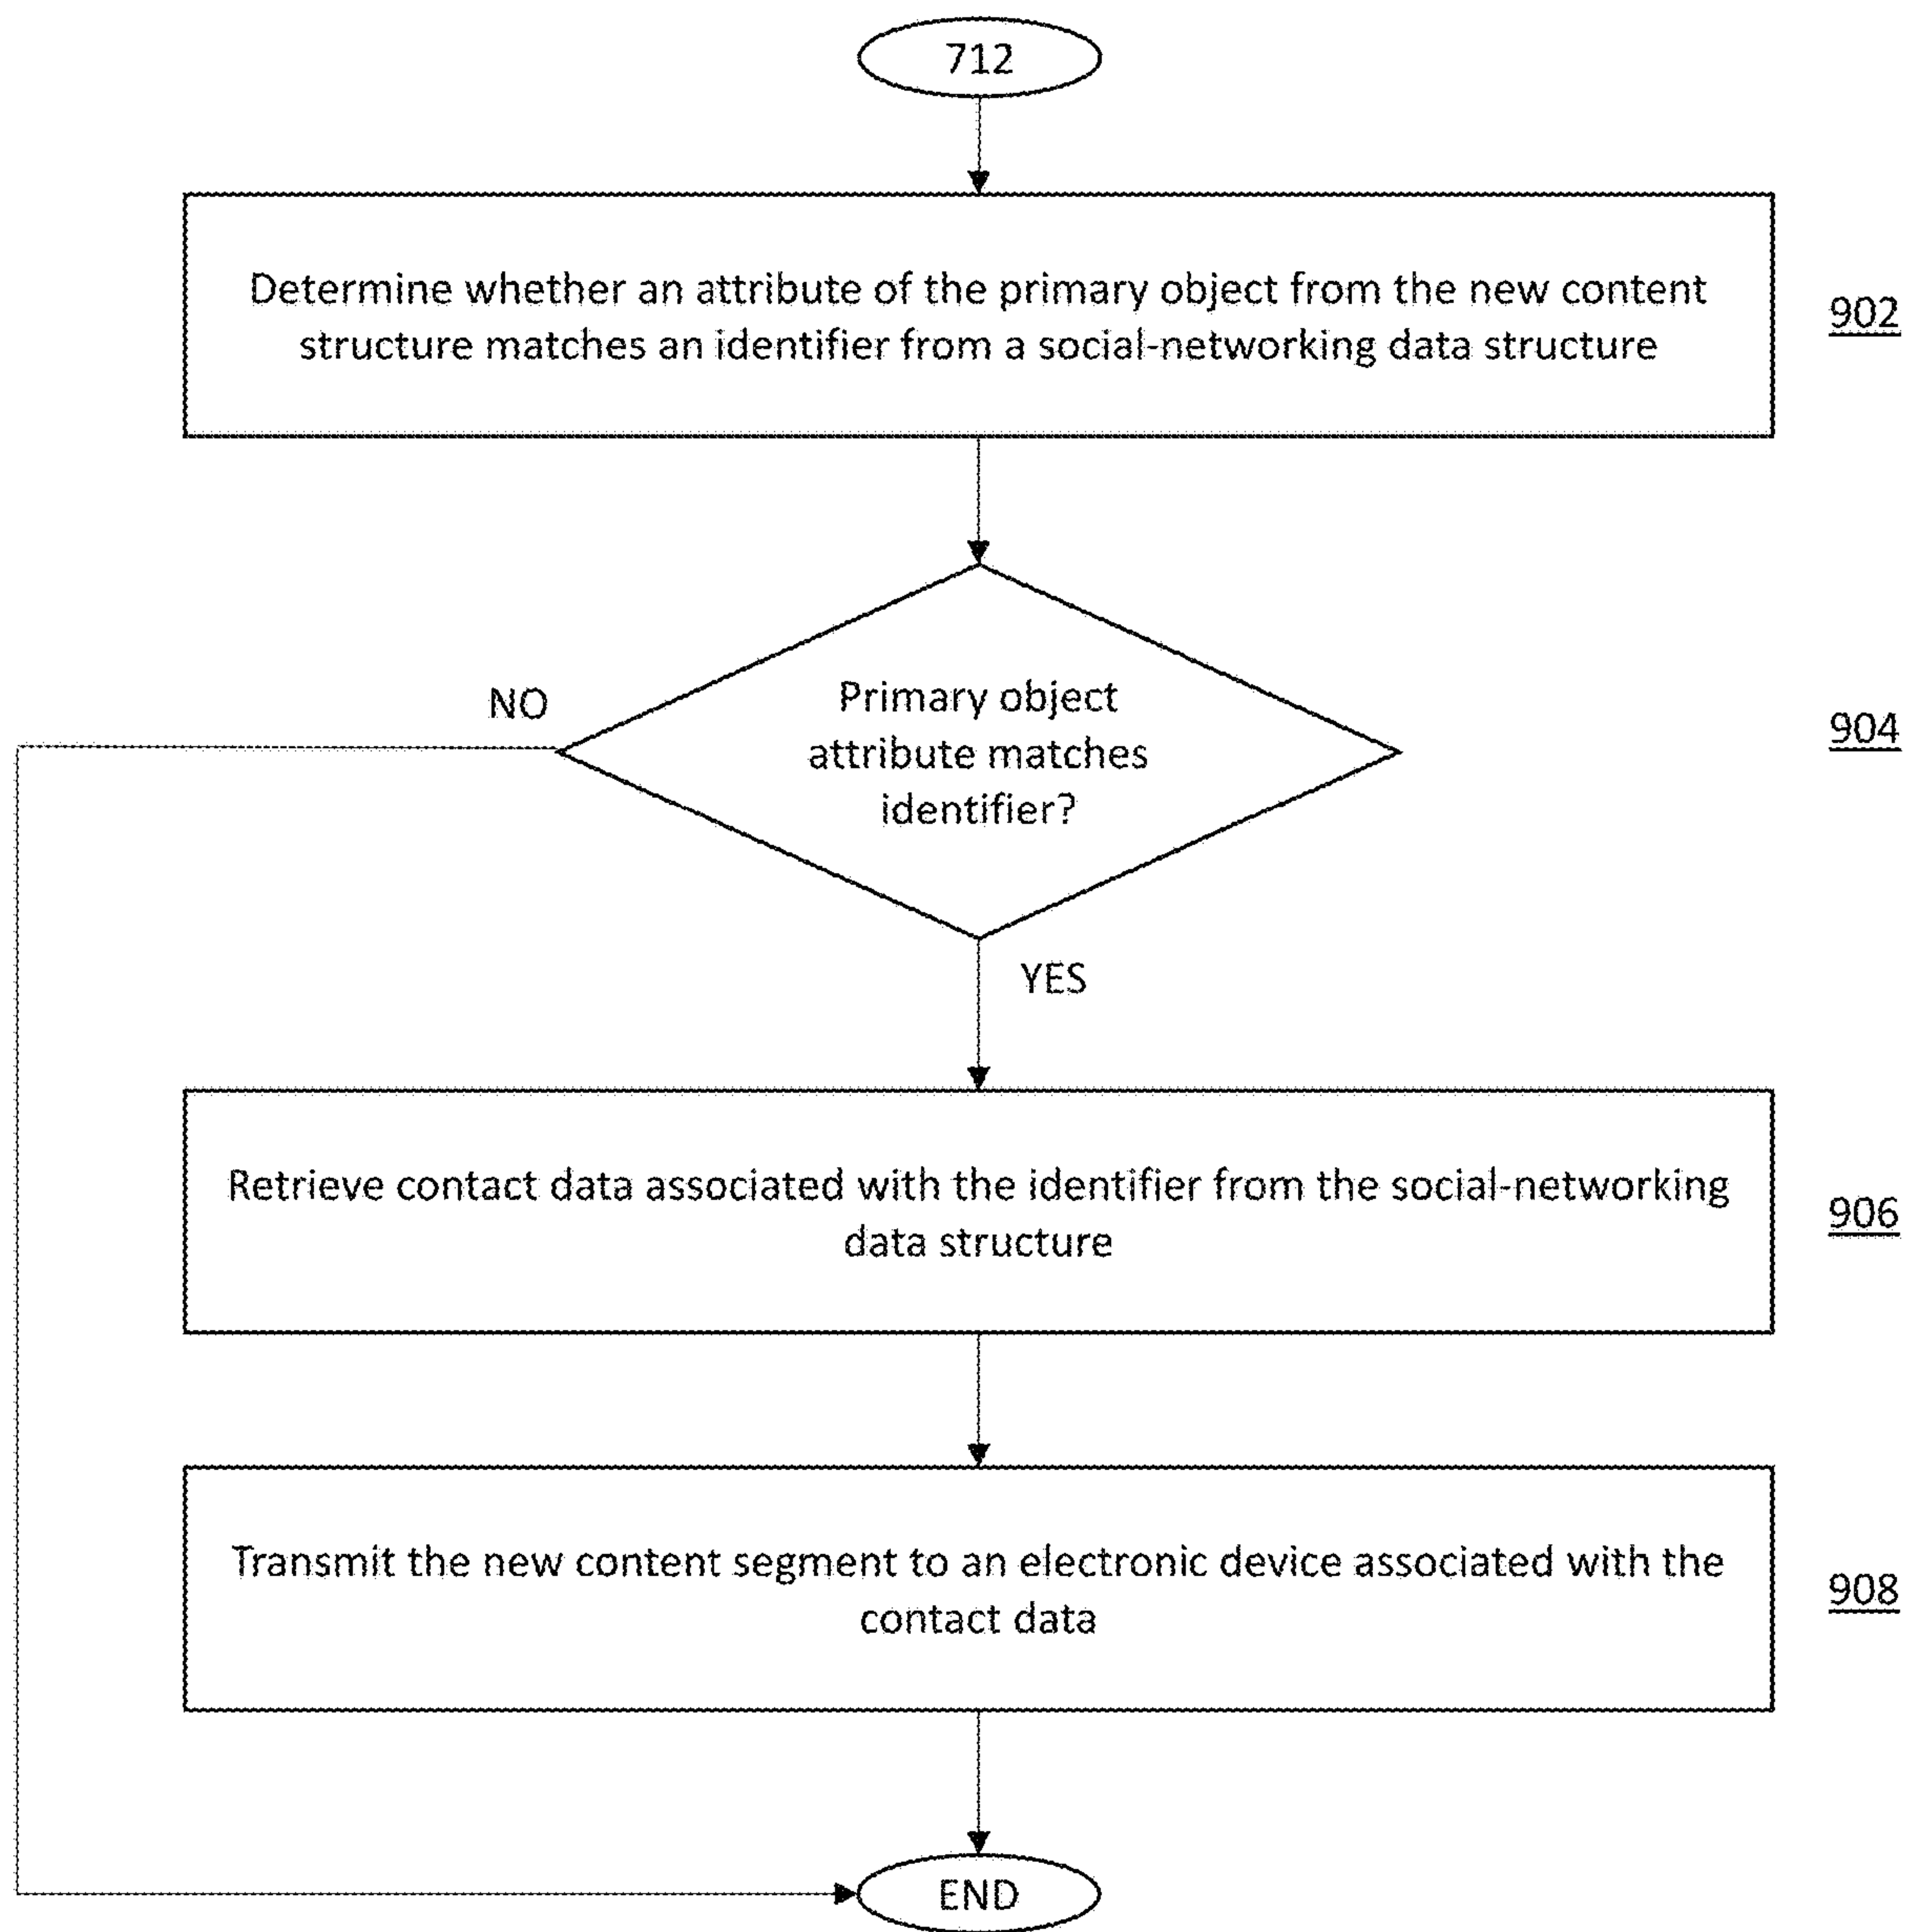 712
Determine whether an attribute of the primary object from the new content
structure matches an identifier from a social-networking data structure
902
NO
Primary object
attribute matches
identifier?
904
YES
Retrieve contact data associated with the identifier from the social-networking
data structure
906
Transmit the new content segment to an electronic device associated with the
contact data
908
END